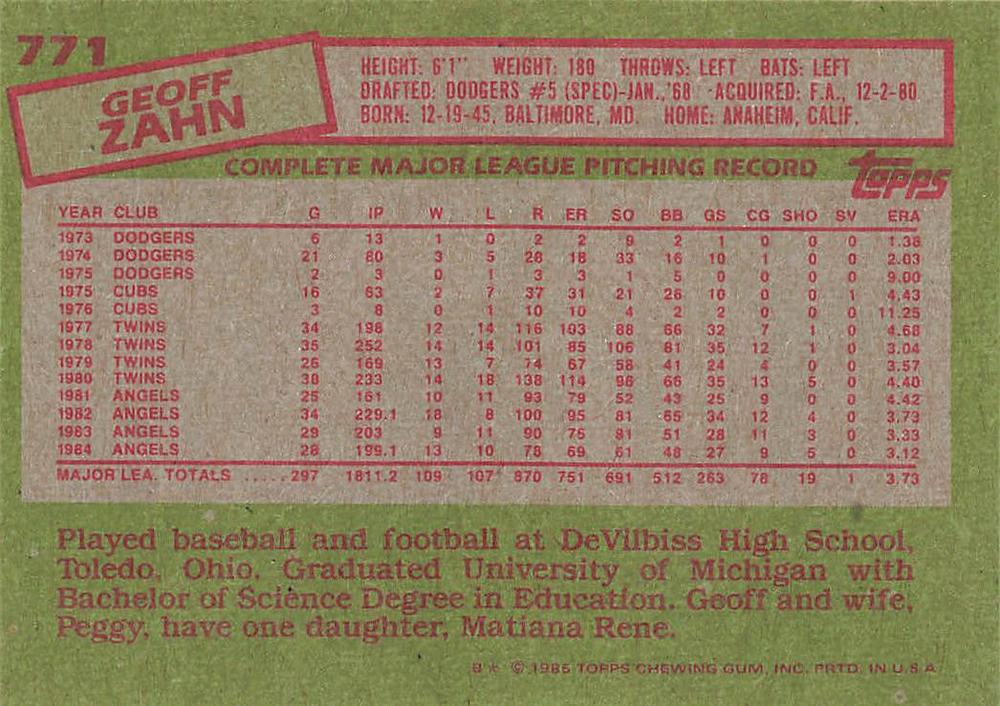 771
GEOFF
ZAHN
HEIGHT: 6'1" WEIGHT: 180 THROWS: LEFT BATS: LEFT
DRAFTED: DODGERS #5 (SPEC)-JAN.,'68 ACQUIRED: F.A., 12-2-80
BORN: 12-19-45, BALTIMORE, MD. HOME: ANAHEIM, CALIF.
COMPLETE MAJOR LEAGUE PITCHING RECORD
Topps
YEAR CLUB G IP W L R ER SO BB GS CG SHO SV ERA
1973 DODGERS 6 13 1 0 2 2 9 2 1 0 0 0 1.38
1974 DODGERS 21 80 3 5 28 18 33 16 10 1 0 0 2.03
1975 DODGERS 2 3 0 1 3 3 1 5 0 0 0 0 9.00
1975 CUBS 16 63 2 7 37 31 21 26 10 0 0 1 4.43
1976 CUBS 3 8 0 1 10 10 4 2 2 0 0 0 11.25
1977 TWINS 34 198 12 14 116 103 88 66 32 7 1 0 4.68
1978 TWINS 35 252 14 14 101 85 106 81 35 12 1 0 3.04
1979 TWINS 26 169 13 7 74 67 58 41 24 4 0 0 3.57
1980 TWINS 38 233 14 18 138 114 96 66 35 13 5 0 4.40
1981 ANGELS 25 161 10 11 93 79 52 43 25 9 0 0 4.42
1982 ANGELS 34 229.1 18 8 100 95 81 65 34 12 4 0 3.73
1983 ANGELS 29 203 9 11 90 75 81 51 28 11 3 0 3.33
1984 ANGELS 28 199.1 13 10 78 69 61 48 27 9 5 0 3.12
MAJOR LEA. TOTALS ..... 297 1811.2 109 107 870 751 691 512 263 78 19 1 3.73
Played baseball and football at DeVilbiss High School,
Toledo, Ohio. Graduated University of Michigan with
Bachelor of Science Degree in Education. Geoff and wife,
Peggy, have one daughter, Matiana Rene.
B* © 1985 TOPPS CHEWING GUM, INC. PRTD. IN U.S.A.